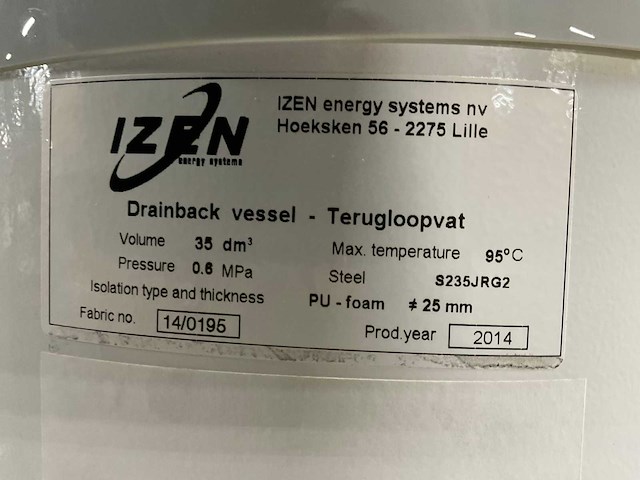 IZEN
energy systems
IZEN energy systems nv
Hoeksken 56 - 2275 Lille
Drainback vessel - Terugloopvat
Volume 35 dm³ Max. temperature 95°C
Pressure 0.6 MPa Steel S235JRG2
Isolation type and thickness PU - foam ≠ 25 mm
Fabric no. 14/0195 Prod.year 2014